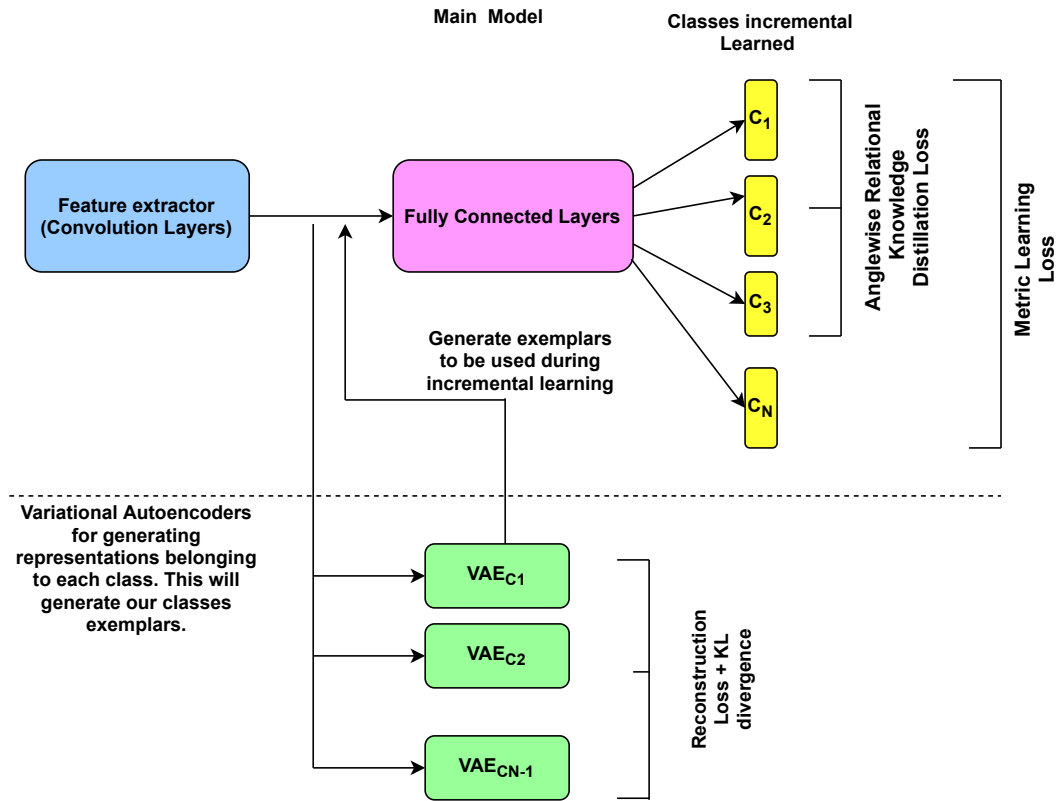 Main Model
Classes incremental
Learned
Feature extractor
(Convolution Layers)
Fully Connected Layers
C1
C2
C3
CN
Anglewise Relational
Knowledge
Distillation Loss
Metric Learning
Loss
Generate exemplars
to be used during
incremental learning
Variational Autoencoders
for generating
representations belonging
to each class. This will
generate our classes
exemplars.
VAEC1
VAEC2
VAECN-1
Reconstruction
Loss + KL
divergence